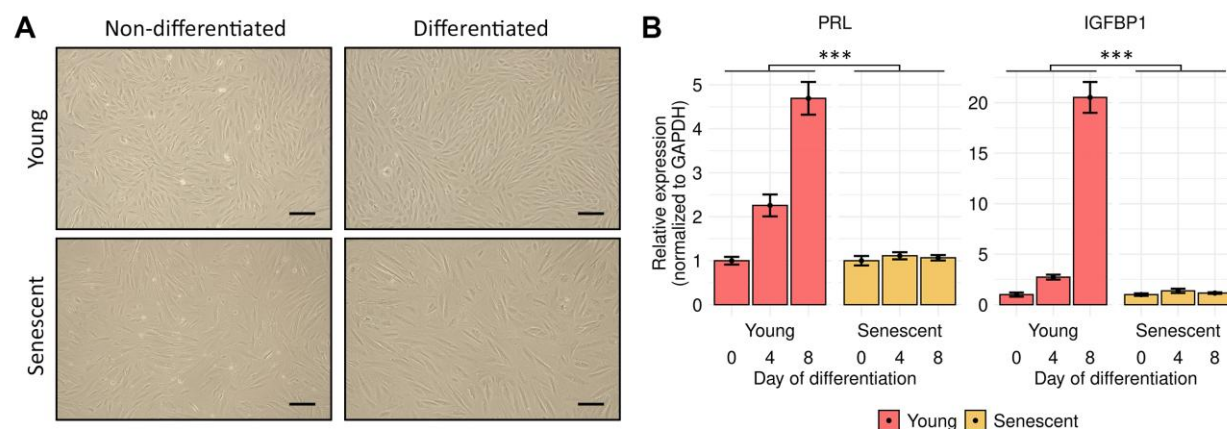 A
Non-differentiated
Differentiated
Young
Senescent
B
PRL
IGFBP1
***
***
Relative expression
(normalized to GAPDH)
5
4
3
2
1
0
20
15
10
5
0
Young
Senescent
Young
Senescent
0 4 8 0 4 8
0 4 8 0 4 8
Day of differentiation
Day of differentiation
Young
Senescent